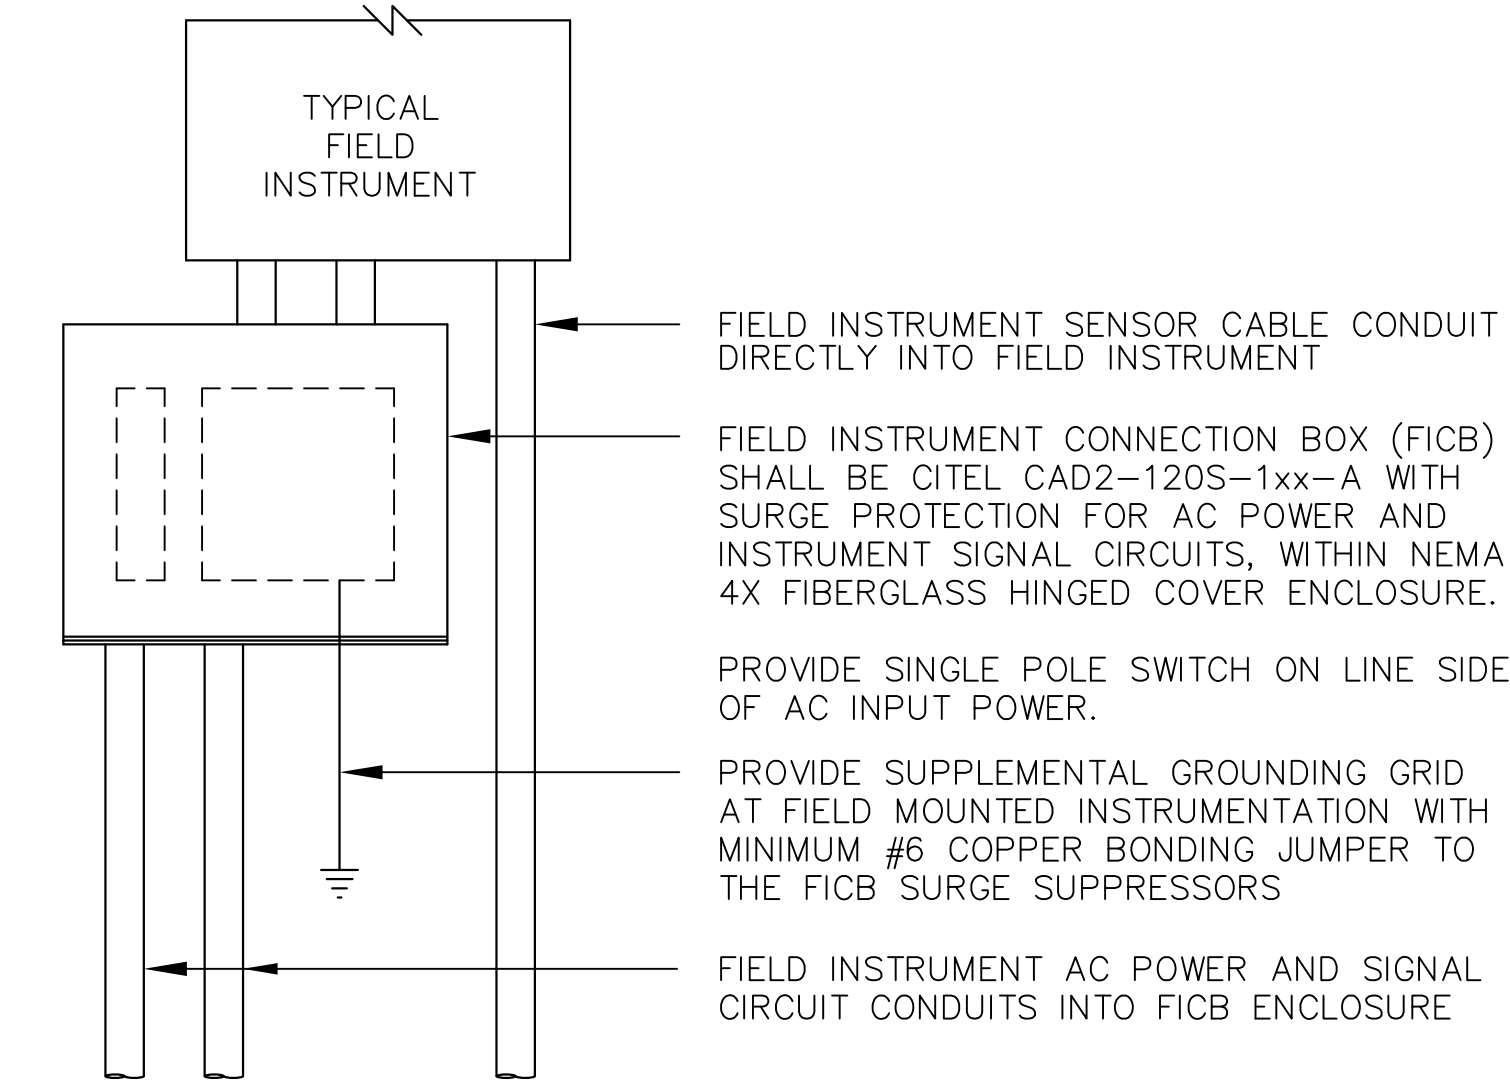 TYPICAL
FIELD
INSTRUMENT
FIELD INSTRUMENT SENSOR CABLE CONDUIT
DIRECTLY INTO FIELD INSTRUMENT
FIELD INSTRUMENT CONNECTION BOX (FICB)
SHALL BE CITEL CAD2-120S-1xx-A WITH
SURGE PROTECTION FOR AC POWER AND
INSTRUMENT SIGNAL CIRCUITS, WITHIN NEMA
4X FIBERGLASS HINGED COVER ENCLOSURE.
PROVIDE SINGLE POLE SWITCH ON LINE SIDE
OF AC INPUT POWER.
PROVIDE SUPPLEMENTAL GROUNDING GRID
AT FIELD MOUNTED INSTRUMENTATION WITH
MINIMUM #6 COPPER BONDING JUMPER TO
THE FICB SURGE SUPPRESSORS
FIELD INSTRUMENT AC POWER AND SIGNAL
CIRCUIT CONDUITS INTO FICB ENCLOSURE